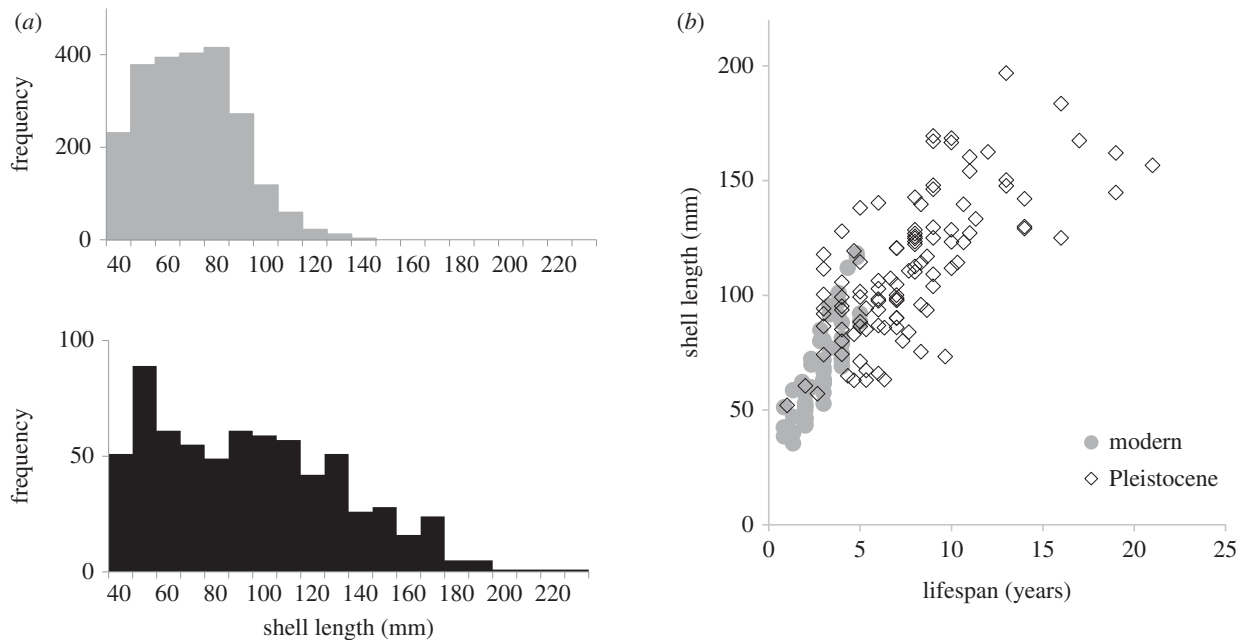 (a)
400
200
0
frequency
40 60 80 100 120 140 160 180 200 220
100
50
0
frequency
40 60 80 100 120 140 160 180 200 220
shell length (mm)
(b)
200
150
100
50
0
shell length (mm)
modern
Pleistocene
0 5 10 15 20 25
lifespan (years)